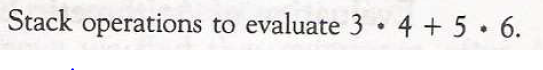 Stack operations to evaluate 3 • 4 + 5 • 6.